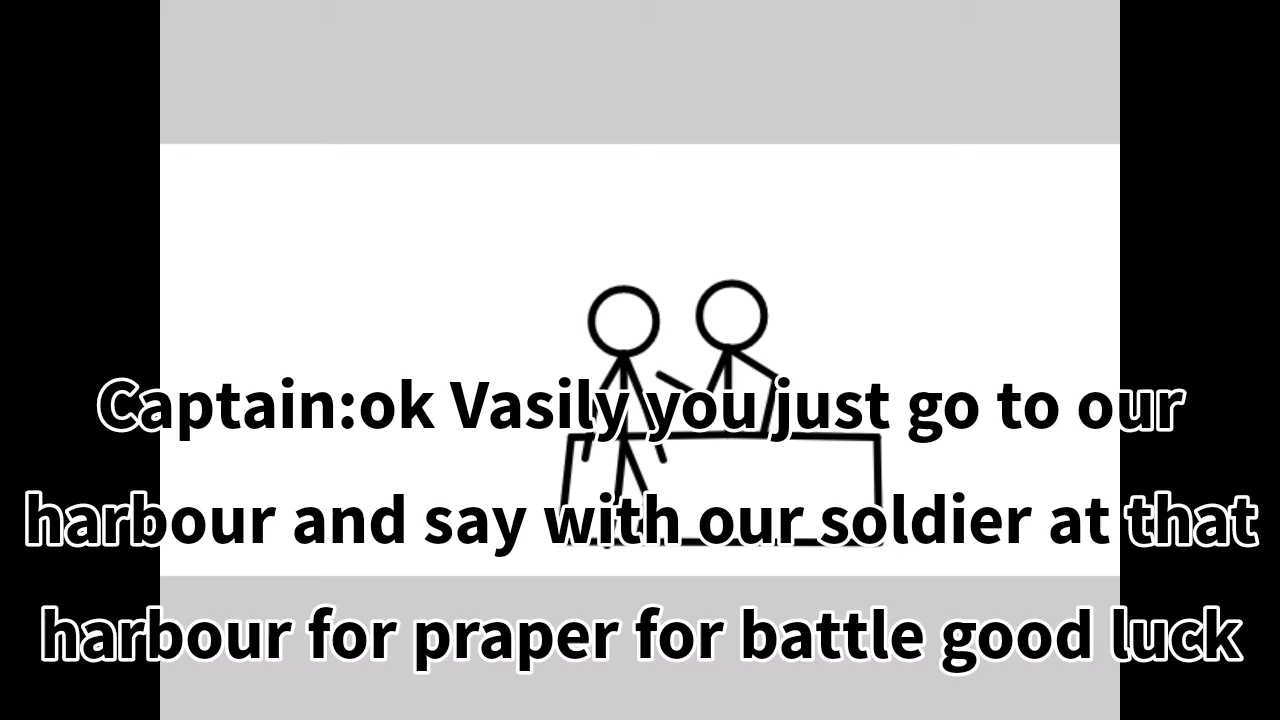 Captain:ok Vasily you just go to our
harbour and say with our soldier at that
harbour for praper for battle good luck